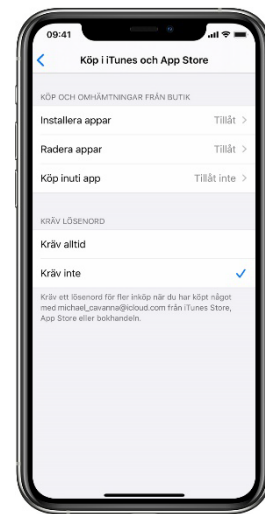 09:41
Köp i iTunes och App Store
KÖP OCH OMHÄMTNINGAR FRÅN BUTIK
Installera appar Tillåt
Radera appar Tillåt
Köp inuti app Tillåt inte
KRÄV LÖSENORD
Kräv alltid
Kräv inte
Kräv ett lösenord för fler inköp när du har köpt något
med michael_cavanna@icloud.com från iTunes Store,
App Store eller bokhandeln.